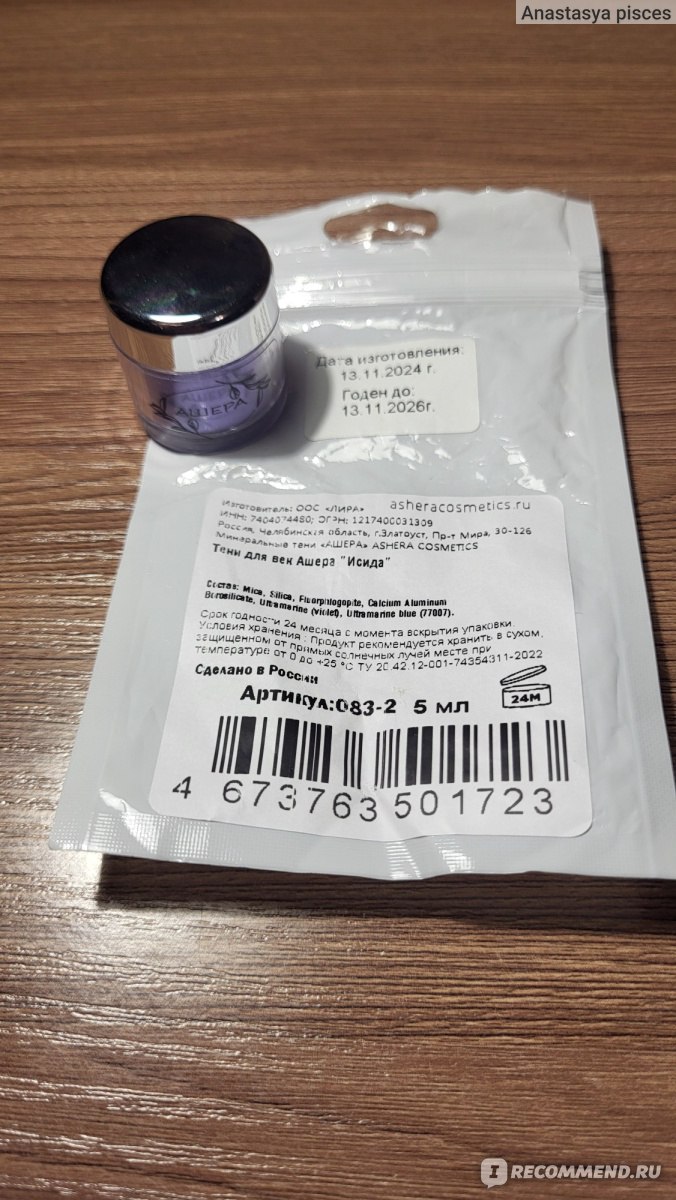 Anastasya pisces
АШЕРА
Дата изготовления:
13.11.2024 г.
Годен до:
13.11.2026г.
Изготовитель: ООС «ЛИРА» asheracosmetics.ru
ИНН: 7404074480; ОГРН: 1217400031309
Россия, Челябинская область, г.Златоуст, Пр-т Мира, 30-126
Минеральные тени «АШЕРА» ASHERA COSMETICS
Тени для век Ашера "Исида"
Состав: Mica, Silica, Fluorphlogopite, Calcium Aluminum
Borosilicate, Ultramarine (violet), Ultramarine blue (77007).
Срок годности 24 месяца с момента вскрытия упаковки.
Условия хранения : Продукт рекомендуется хранить в сухом,
защищенном от прямых солнечных лучей месте при
температуре от 0 до +25 °С ТУ 20.42.12-001-74354311-2022
Сделано в России
Артикул:083-2 5 мл
24М
4 673763 501723
IRECOMMEND.RU